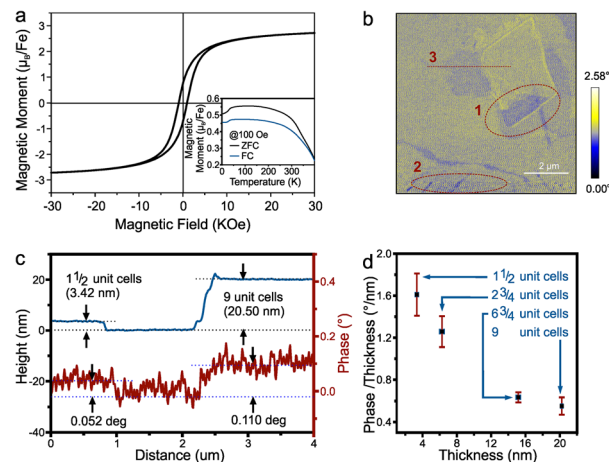 a
Magnetic Moment (μB/Fe)
3
2
1
0
-1
-2
-3
-30
-20
-10
0
10
20
30
Magnetic Field (KOe)
Magnetic
Moment (μB/Fe)
0.6
0.5
0.4
0.3
0.2
@100 Oe
ZFC
FC
0
100
300
Temperature (K)
b
3
1
2
2 μm
2.58°
0.00°
c
Height (nm)
40
20
0
-20
-40
1 1/2 unit cells
(3.42 nm)
9 unit cells
(20.50 nm)
0.052 deg
0.110 deg
0
1
2
3
4
Distance (um)
0.4
0.2
0.0
Phase (°)
d
Phase /Thickness (°/nm)
1.8
1.4
1.0
0.6
1 1/2 unit cells
2 3/4 unit cells
6 3/4 unit cells
9 unit cells
4
8
12
16
20
Thickness (nm)